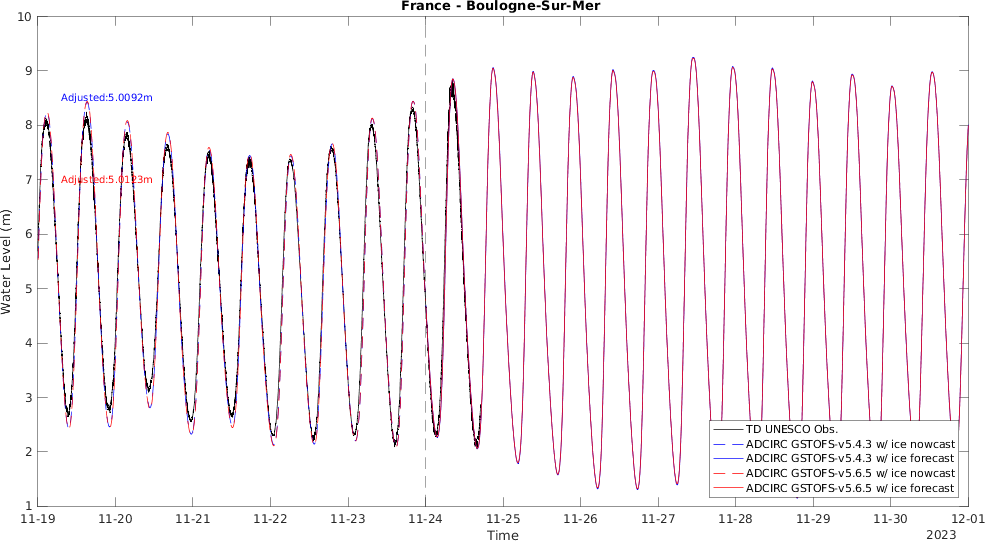 France - Boulogne-Sur-Mer
10
9
8
7
6
5
4
3
2
1
Water Level (m)
Adjusted:5.0092m
Adjusted:5.0123m
TD UNESCO Obs.
ADCIRC GSTOFS-v5.4.3 w/ ice nowcast
ADCIRC GSTOFS-v5.4.3 w/ ice forecast
ADCIRC GSTOFS-v5.6.5 w/ ice nowcast
ADCIRC GSTOFS-v5.6.5 w/ ice forecast
11-19 11-20 11-21 11-22 11-23 11-24 11-25 11-26 11-27 11-28 11-29 11-30 12-01
Time
2023